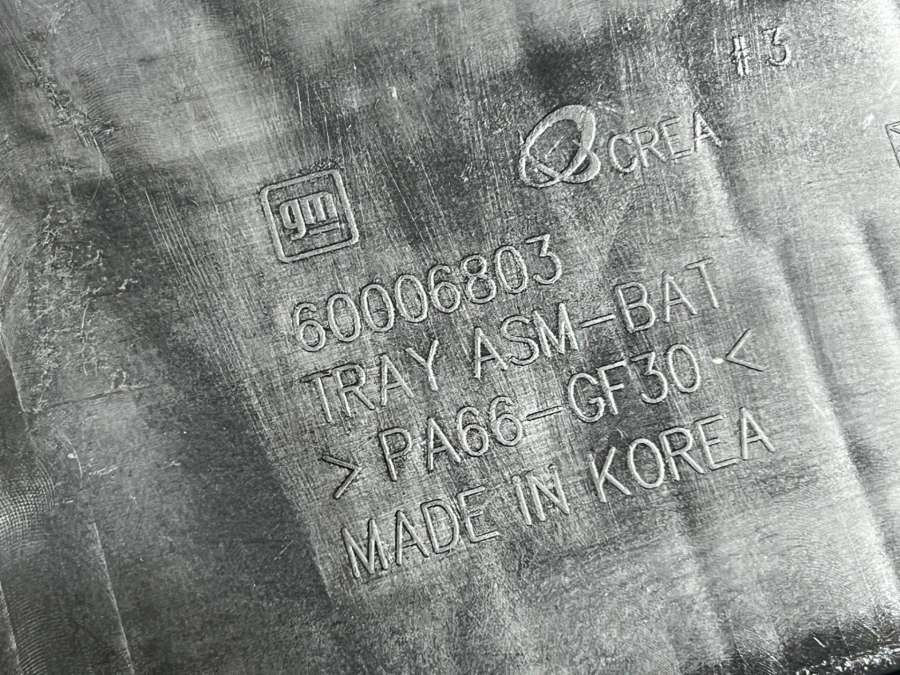 #3
CREA
gm
60006803
TRAY ASM-BAT
>PA66-GF30<
MADE IN KOREA